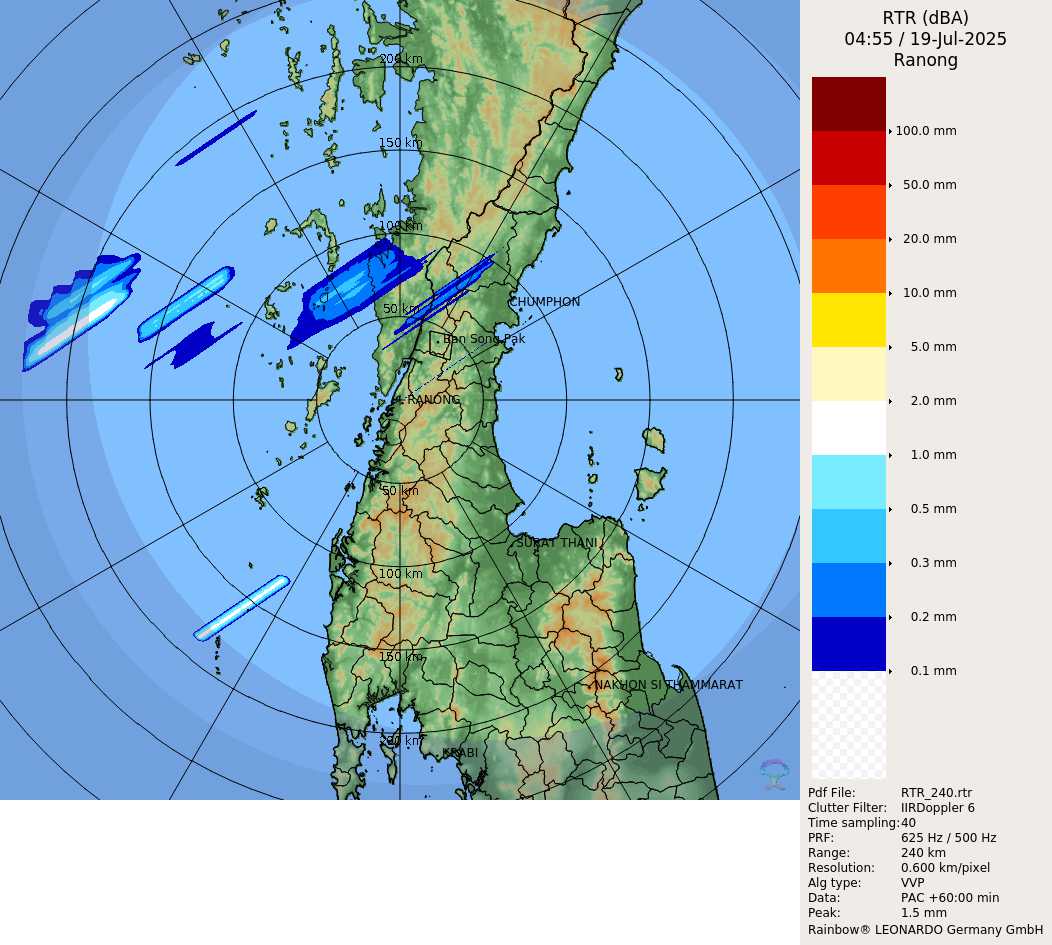 RTR (dBA)
04:55 / 19-Jul-2025
Ranong
100.0 mm
50.0 mm
20.0 mm
10.0 mm
5.0 mm
2.0 mm
1.0 mm
0.5 mm
0.3 mm
0.2 mm
0.1 mm
Pdf File: RTR_240.rtr
Clutter Filter: IIRDoppler 6
Time sampling: 40
PRF: 625 Hz / 500 Hz
Range: 240 km
Resolution: 0.600 km/pixel
Alg type: VVP
Data: PAC +60:00 min
Peak: 1.5 mm
Rainbow® LEONARDO Germany GmbH
200 km
150 km
100 km
50 km
CHUMPHON
Ban Song Pak
RANONG
50 km
SURAT THANI
100 km
150 km
NAKHON SI THAMMARAT
200 km
KRABI